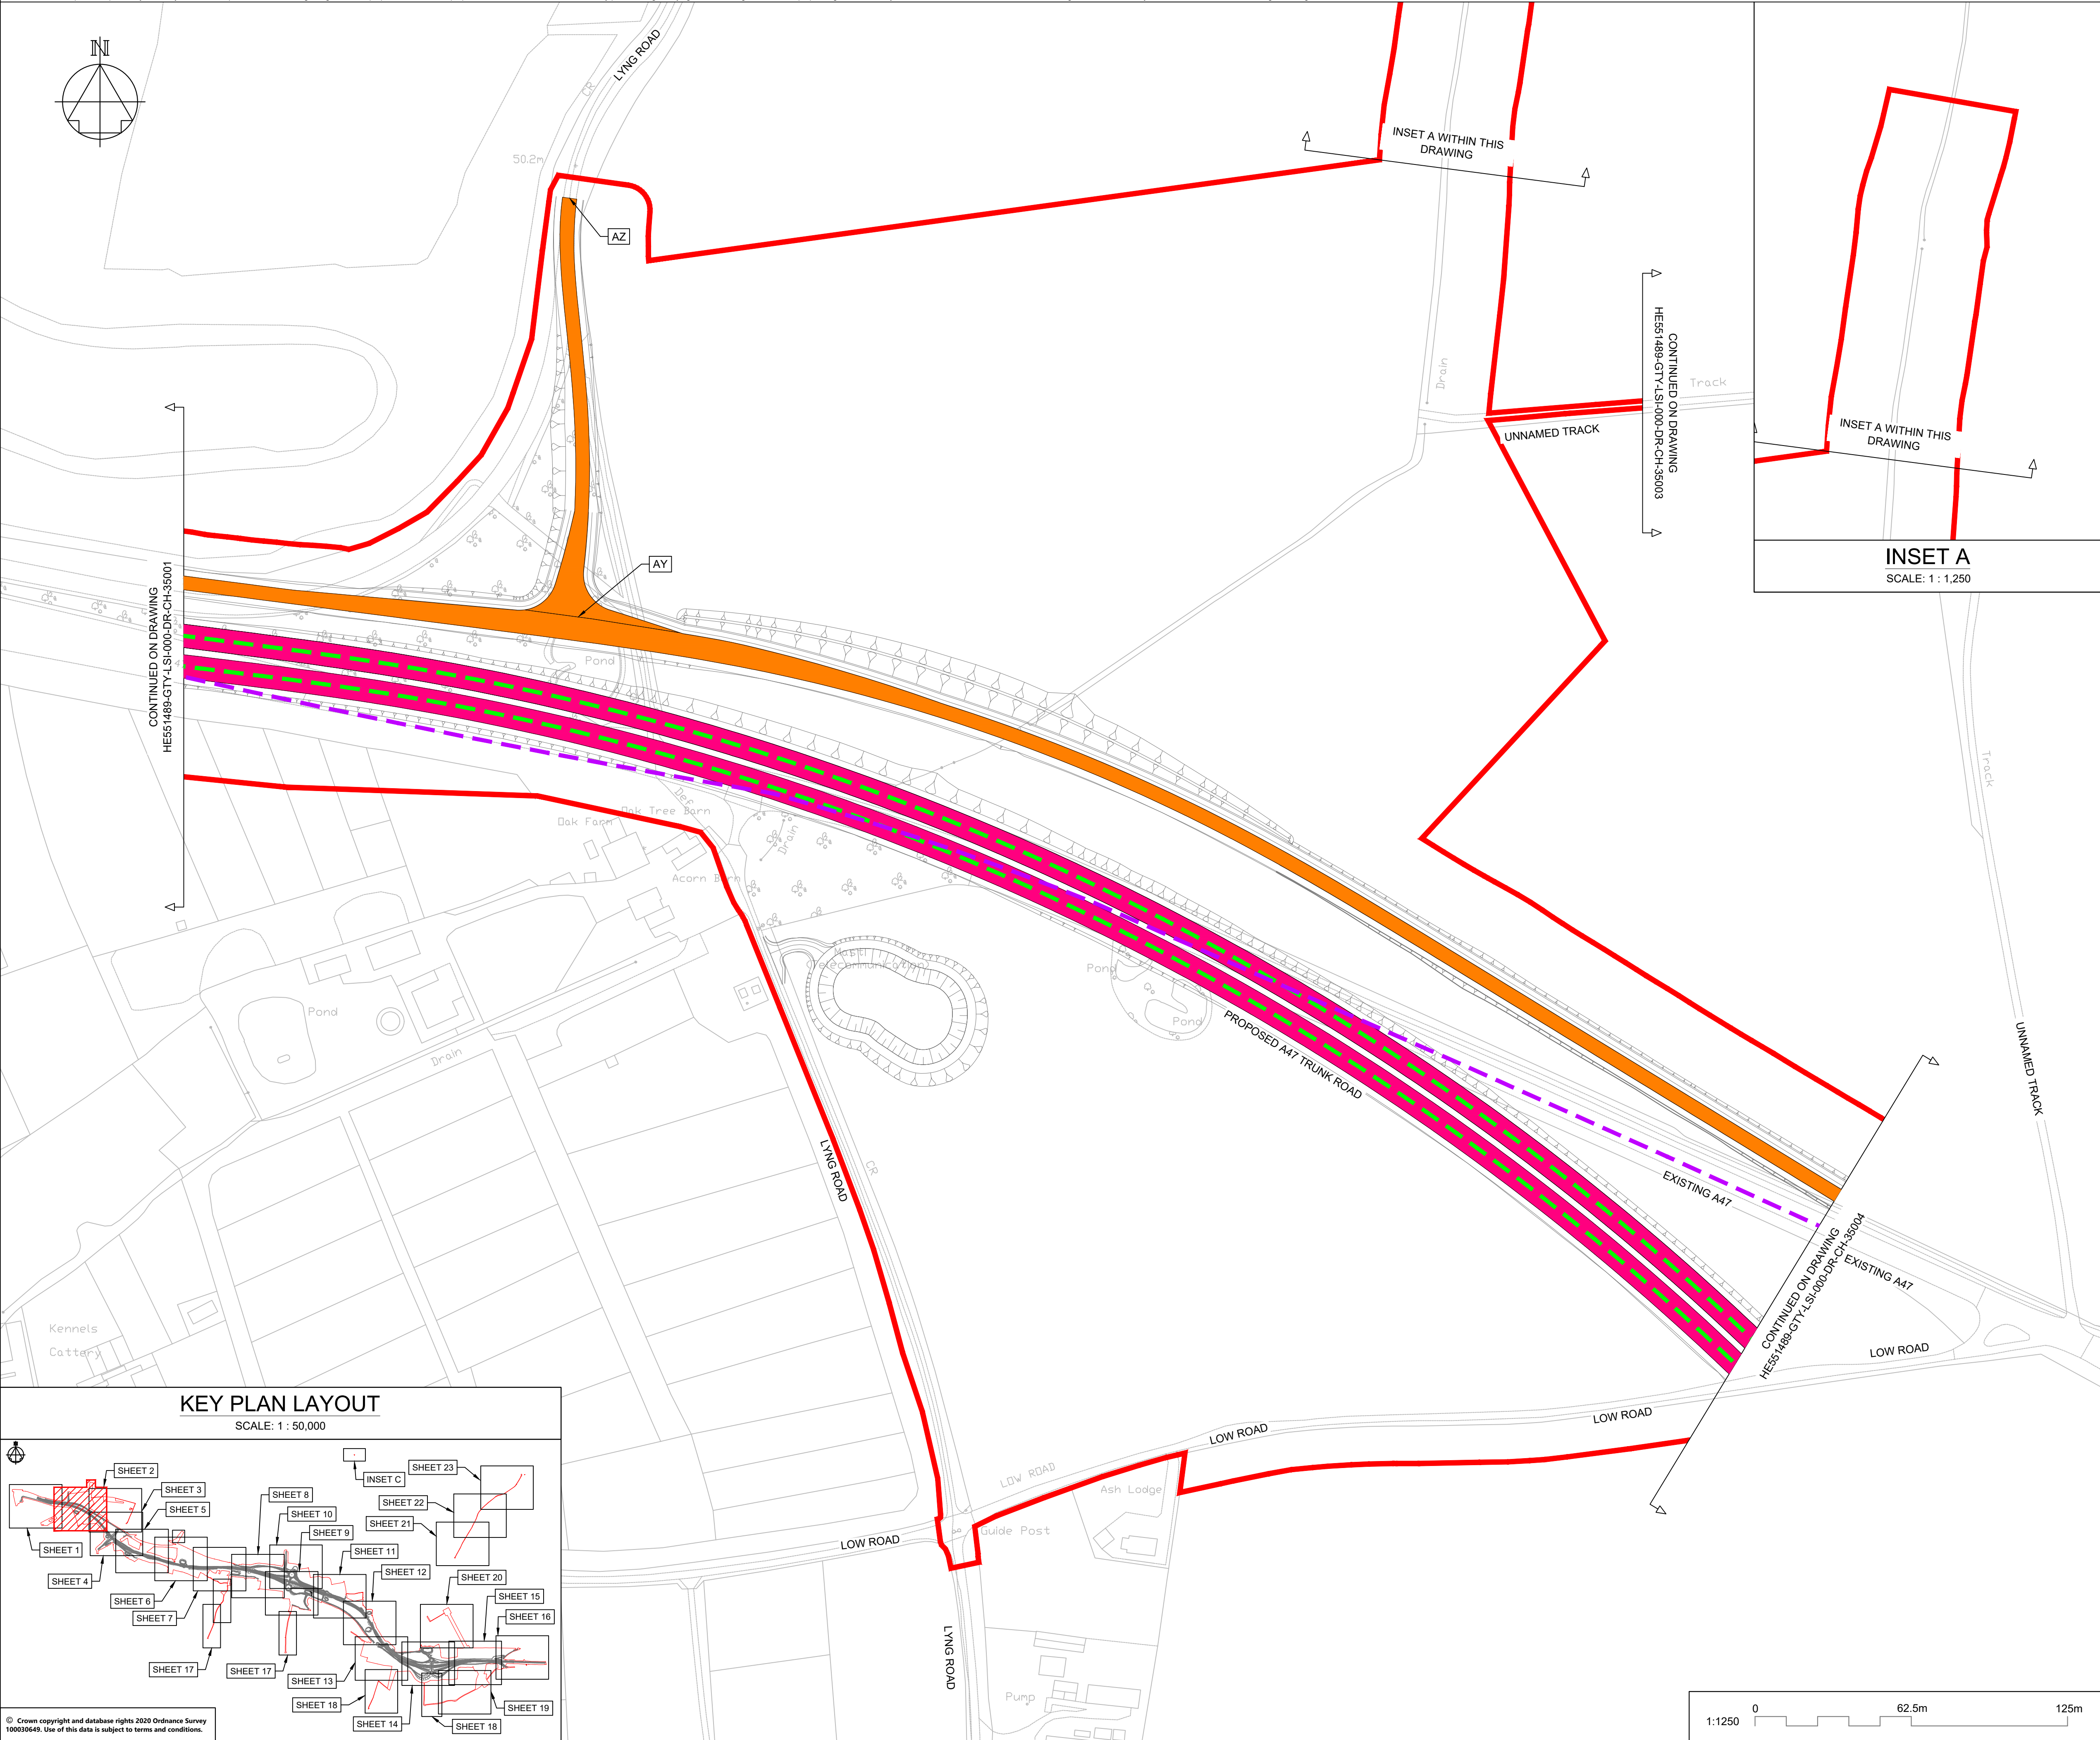 N
LYNG ROAD
CR
50.2m
AZ
INSET A WITHIN THIS
DRAWING
CONTINUED ON DRAWING
HE551489-GTY-LSI-000-DR-CH-35003
Drain
Track
UNNAMED TRACK
INSET A WITHIN THIS
DRAWING
INSET A
SCALE: 1 : 1,250
CONTINUED ON DRAWING
HE551489-GTY-LSI-000-DR-CH-35001
AY
Pond
Def
Oak Tree Barn
Oak Farm
Drain
Acorn Barn
Mast
Telecommunication
Pond
Pond
Pond
Drain
Track
UNNAMED TRACK
PROPOSED A47 TRUNK ROAD
LYNG ROAD
CR
EXISTING A47
CONTINUED ON DRAWING
HE551489-GTY-LSI-000-DR-CH-35004
EXISTING A47
LOW ROAD
LOW ROAD
LOW ROAD
LOW ROAD
Ash Lodge
Guide Post
LOW ROAD
LYNG ROAD
Pump
Kennels
Cattery
KEY PLAN LAYOUT
SCALE: 1 : 50,000
INSET C
SHEET 23
SHEET 2
SHEET 3
SHEET 8
SHEET 22
SHEET 5
SHEET 10
SHEET 21
SHEET 9
SHEET 1
SHEET 11
SHEET 12
SHEET 4
SHEET 20
SHEET 6
SHEET 15
SHEET 7
SHEET 16
SHEET 17
SHEET 17
SHEET 13
SHEET 18
SHEET 19
SHEET 14
SHEET 18
© Crown copyright and database rights 2020 Ordnance Survey
100030649. Use of this data is subject to terms and conditions.
1:1250
0
62.5m
125m